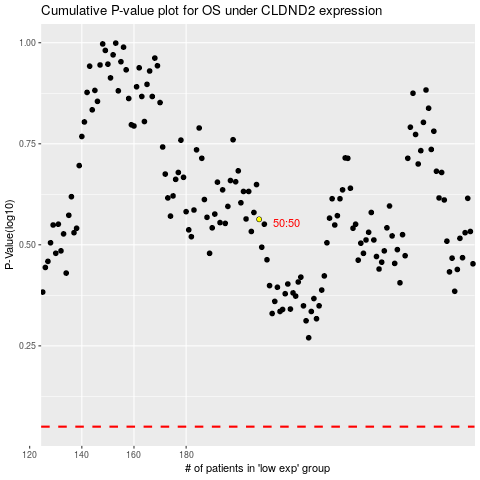 Cumulative P-value plot for OS under CLDND2 expression
1.00
0.75
50:50
0.50
0.25
P-Value(log10)
120 140 160 180
# of patients in 'low exp' group